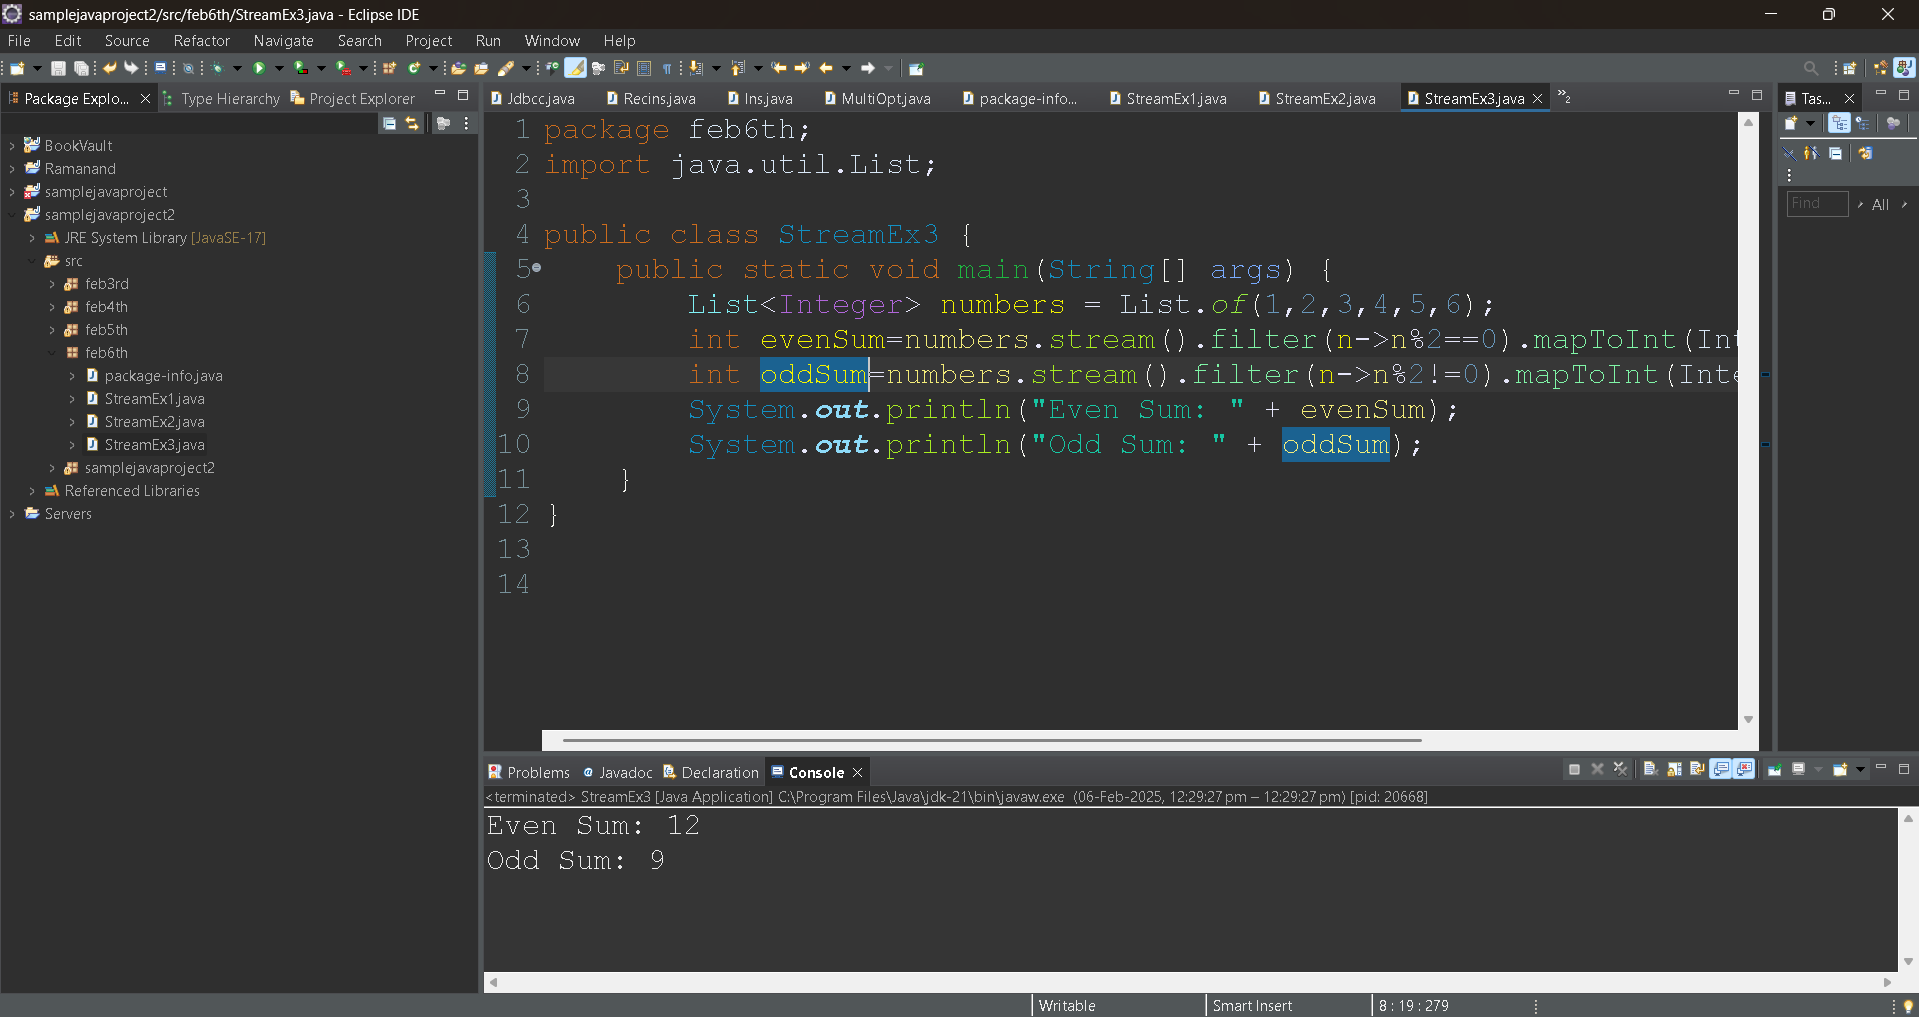 samplejavaproject2/src/feb6th/StreamEx3.java - Eclipse IDE
File Edit Source Refactor Navigate Search Project Run Window Help
Package Explo... Type Hierarchy Project Explorer
BookVault
Ramanand
samplejavaproject
samplejavaproject2
JRE System Library [JavaSE-17]
src
feb3rd
feb4th
feb5th
feb6th
package-info.java
StreamEx1.java
StreamEx2.java
StreamEx3.java
samplejavaproject2
Referenced Libraries
Servers
Jdbcc.java Recins.java Ins.java MultiOpt.java package-info... StreamEx1.java StreamEx2.java StreamEx3.java »2
1 package feb6th;
2 import java.util.List;
3
4 public class StreamEx3 {
5 public static void main(String[] args) {
6 List<Integer> numbers = List.of(1,2,3,4,5,6);
7 int evenSum=numbers.stream().filter(n->n%2==0).mapToInt(Int
8 int oddSum=numbers.stream().filter(n->n%2!=0).mapToInt(Inte
9 System.out.println("Even Sum: " + evenSum);
10 System.out.println("Odd Sum: " + oddSum);
11 }
12 }
13
14
Tas...
Find All
Problems Javadoc Declaration Console
<terminated> StreamEx3 [Java Application] C:\Program Files\Java\jdk-21\bin\javaw.exe (06-Feb-2025, 12:29:27 pm – 12:29:27 pm) [pid: 20668]
Even Sum: 12
Odd Sum: 9
Writable Smart Insert 8 : 19 : 279